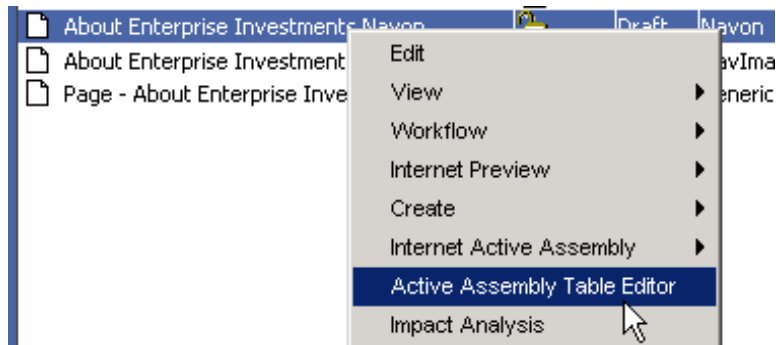 About Enterprise Investments Navon Draft Navon
About Enterprise Investment avIma
Page - About Enterprise Inve eneric
Edit
View
Workflow
Internet Preview
Create
Internet Active Assembly
Active Assembly Table Editor
Impact Analysis